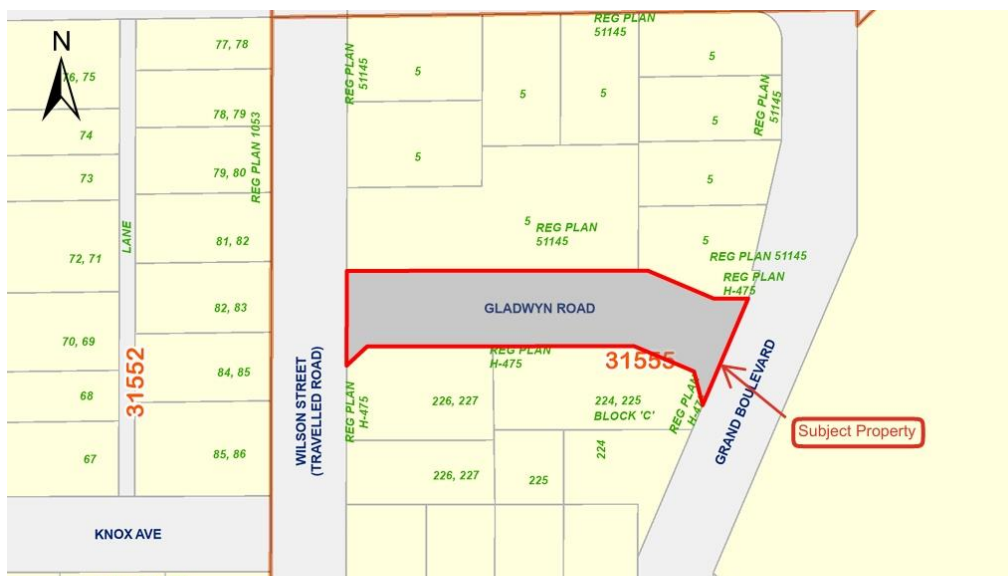 N
77, 78
REG PLAN
51145
REG PLAN
51145
5
5
5
5
76, 75
78, 79
REG PLAN
51145
5
74
REG PLAN 1053
5
73
79, 80
5
LANE
81, 82
5 REG PLAN
51145
5
72, 71
REG PLAN 51145
REG PLAN
H-475
82, 83
GLADWYN ROAD
70, 69
31552
REG PLAN
H-475
31555
84, 85
68
WILSON STREET
(TRAVELLED ROAD)
REG PLAN
H-475
226, 227
224, 225
BLOCK 'C'
REG PLAN
GRAND BOULEVARD
Subject Property
67
85, 86
226, 227
225
224
KNOX AVE